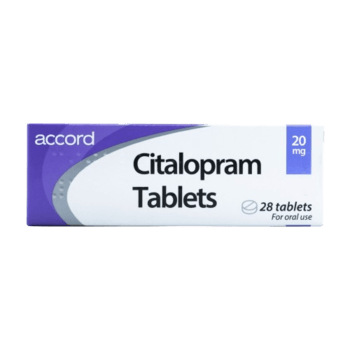 accord
20
mg
Citalopram
Tablets
28 tablets
For oral use